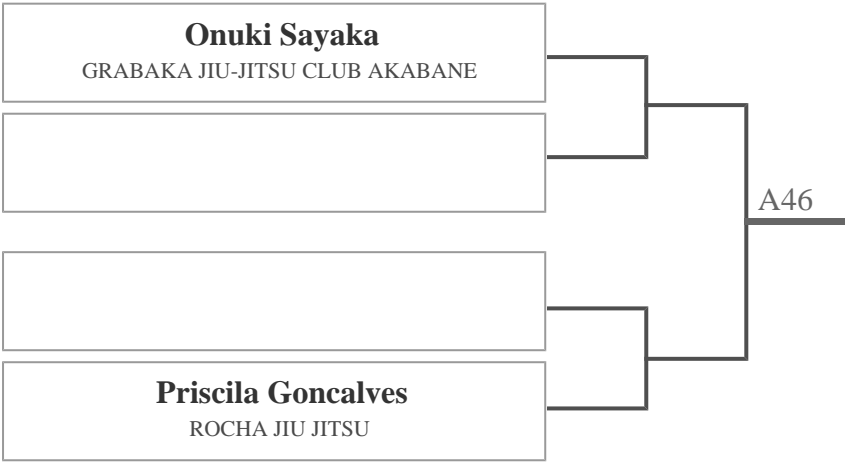 Onuki Sayaka
GRABAKA JIU-JITSU CLUB AKABANE
A46
Priscila Goncalves
ROCHA JIU JITSU